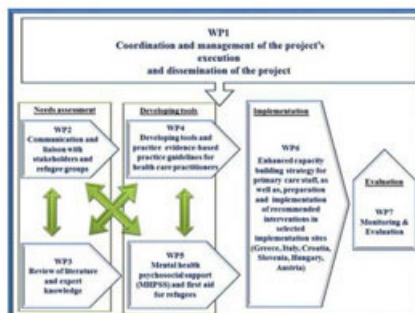 WP1
Coordination and management of the project's
execution
and dissemination of the project
Needs assessment
WP2
Communication and
liaison with
stakeholders and
refugee groups
WP3
Review of literature
and expert
knowledge
Developing tools
WP4
Developing tools and
practice evidence-based
practice guidelines for
health care practitioners
WP5
Mental health
psychosocial support
(MHPSS) and first aid for
refugees
Implementation
WP6
Enhanced capacity
building strategy for
primary care staff, as
well as, preparation
and implementation
of recommended
interventions in
selected
implementation sites
(Greece, Italy, Croatia,
Slovenia, Hungary,
Austria)
Evaluation
WP7
Monitoring &
Evaluation